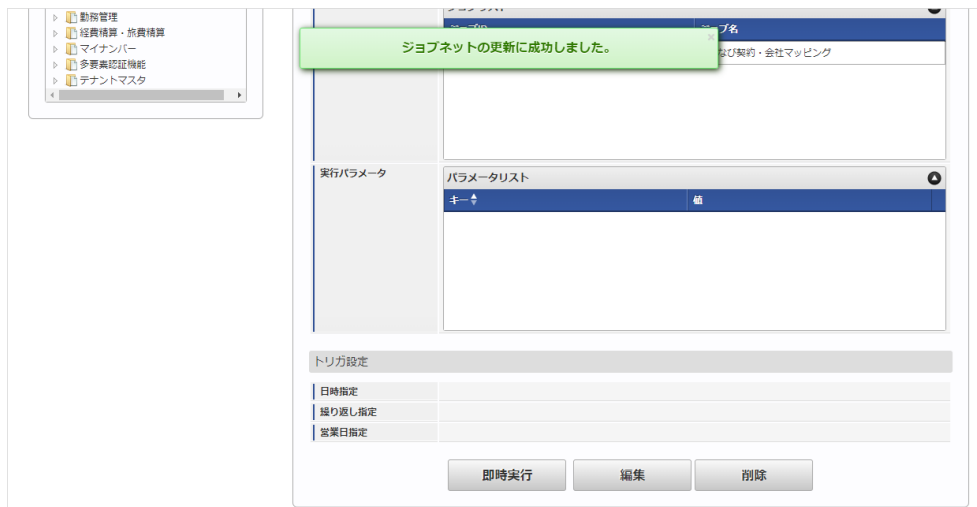 勤務管理
経費精算・旅費精算
マイナンバー
多要素認証機能
テナントマスタ
ジョブネットの更新に成功しました。
×
ジョブ名
なび契約・会社マッピング
実行パラメータ
パラメータリスト
キー
値
トリガ設定
日時指定
繰り返し指定
営業日指定
即時実行
編集
削除